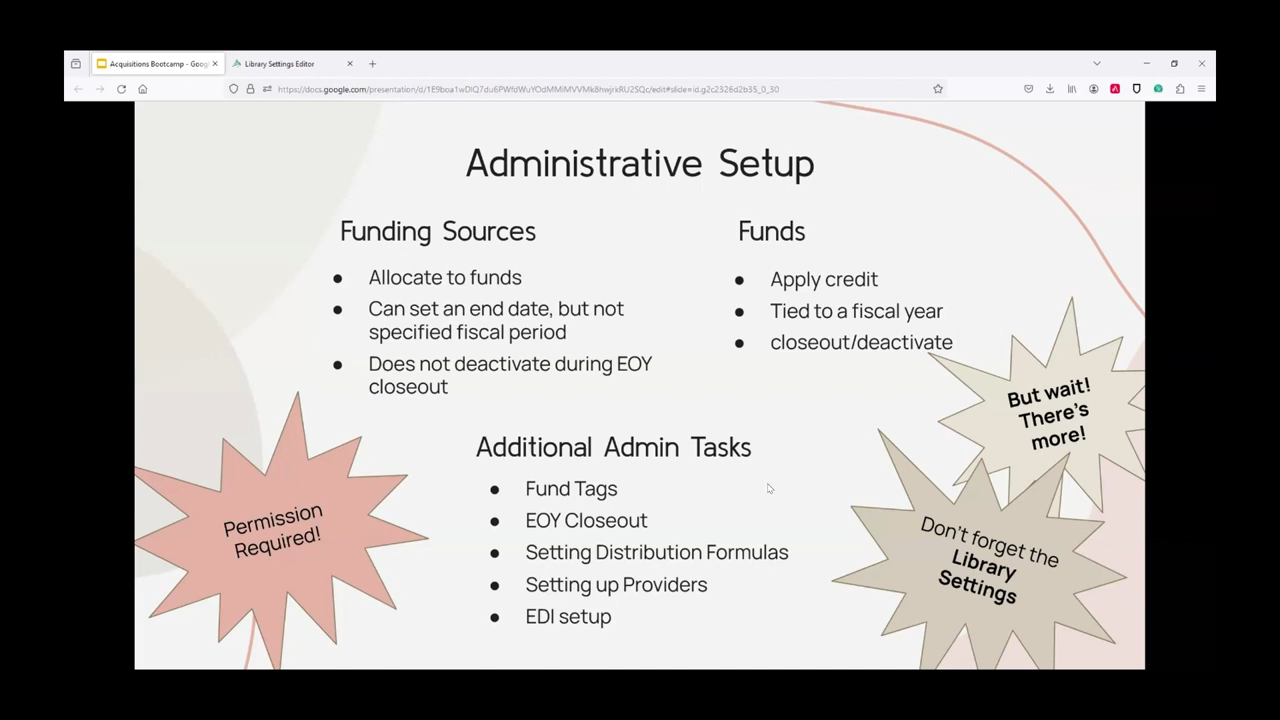 Acquisitions Bootcamp - Goog
Library Settings Editor
Administrative Setup
Funding Sources
● Allocate to funds
● Can set an end date, but not
specified fiscal period
● Does not deactivate during EOY
closeout
Funds
● Apply credit
● Tied to a fiscal year
● closeout/deactivate
But wait!
There's
more!
Additional Admin Tasks
● Fund Tags
● EOY Closeout
● Setting Distribution Formulas
● Setting up Providers
● EDI setup
Permission
Required!
Don't forget the
Library
Settings